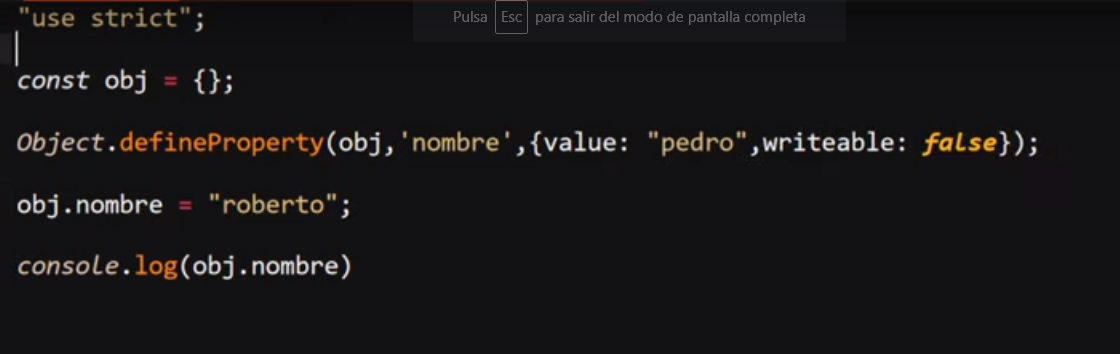 "use strict";
Pulsa Esc para salir del modo de pantalla completa
const obj = {};
Object.defineProperty(obj,'nombre',{value: "pedro",writeable: false});
obj.nombre = "roberto";
console.log(obj.nombre)